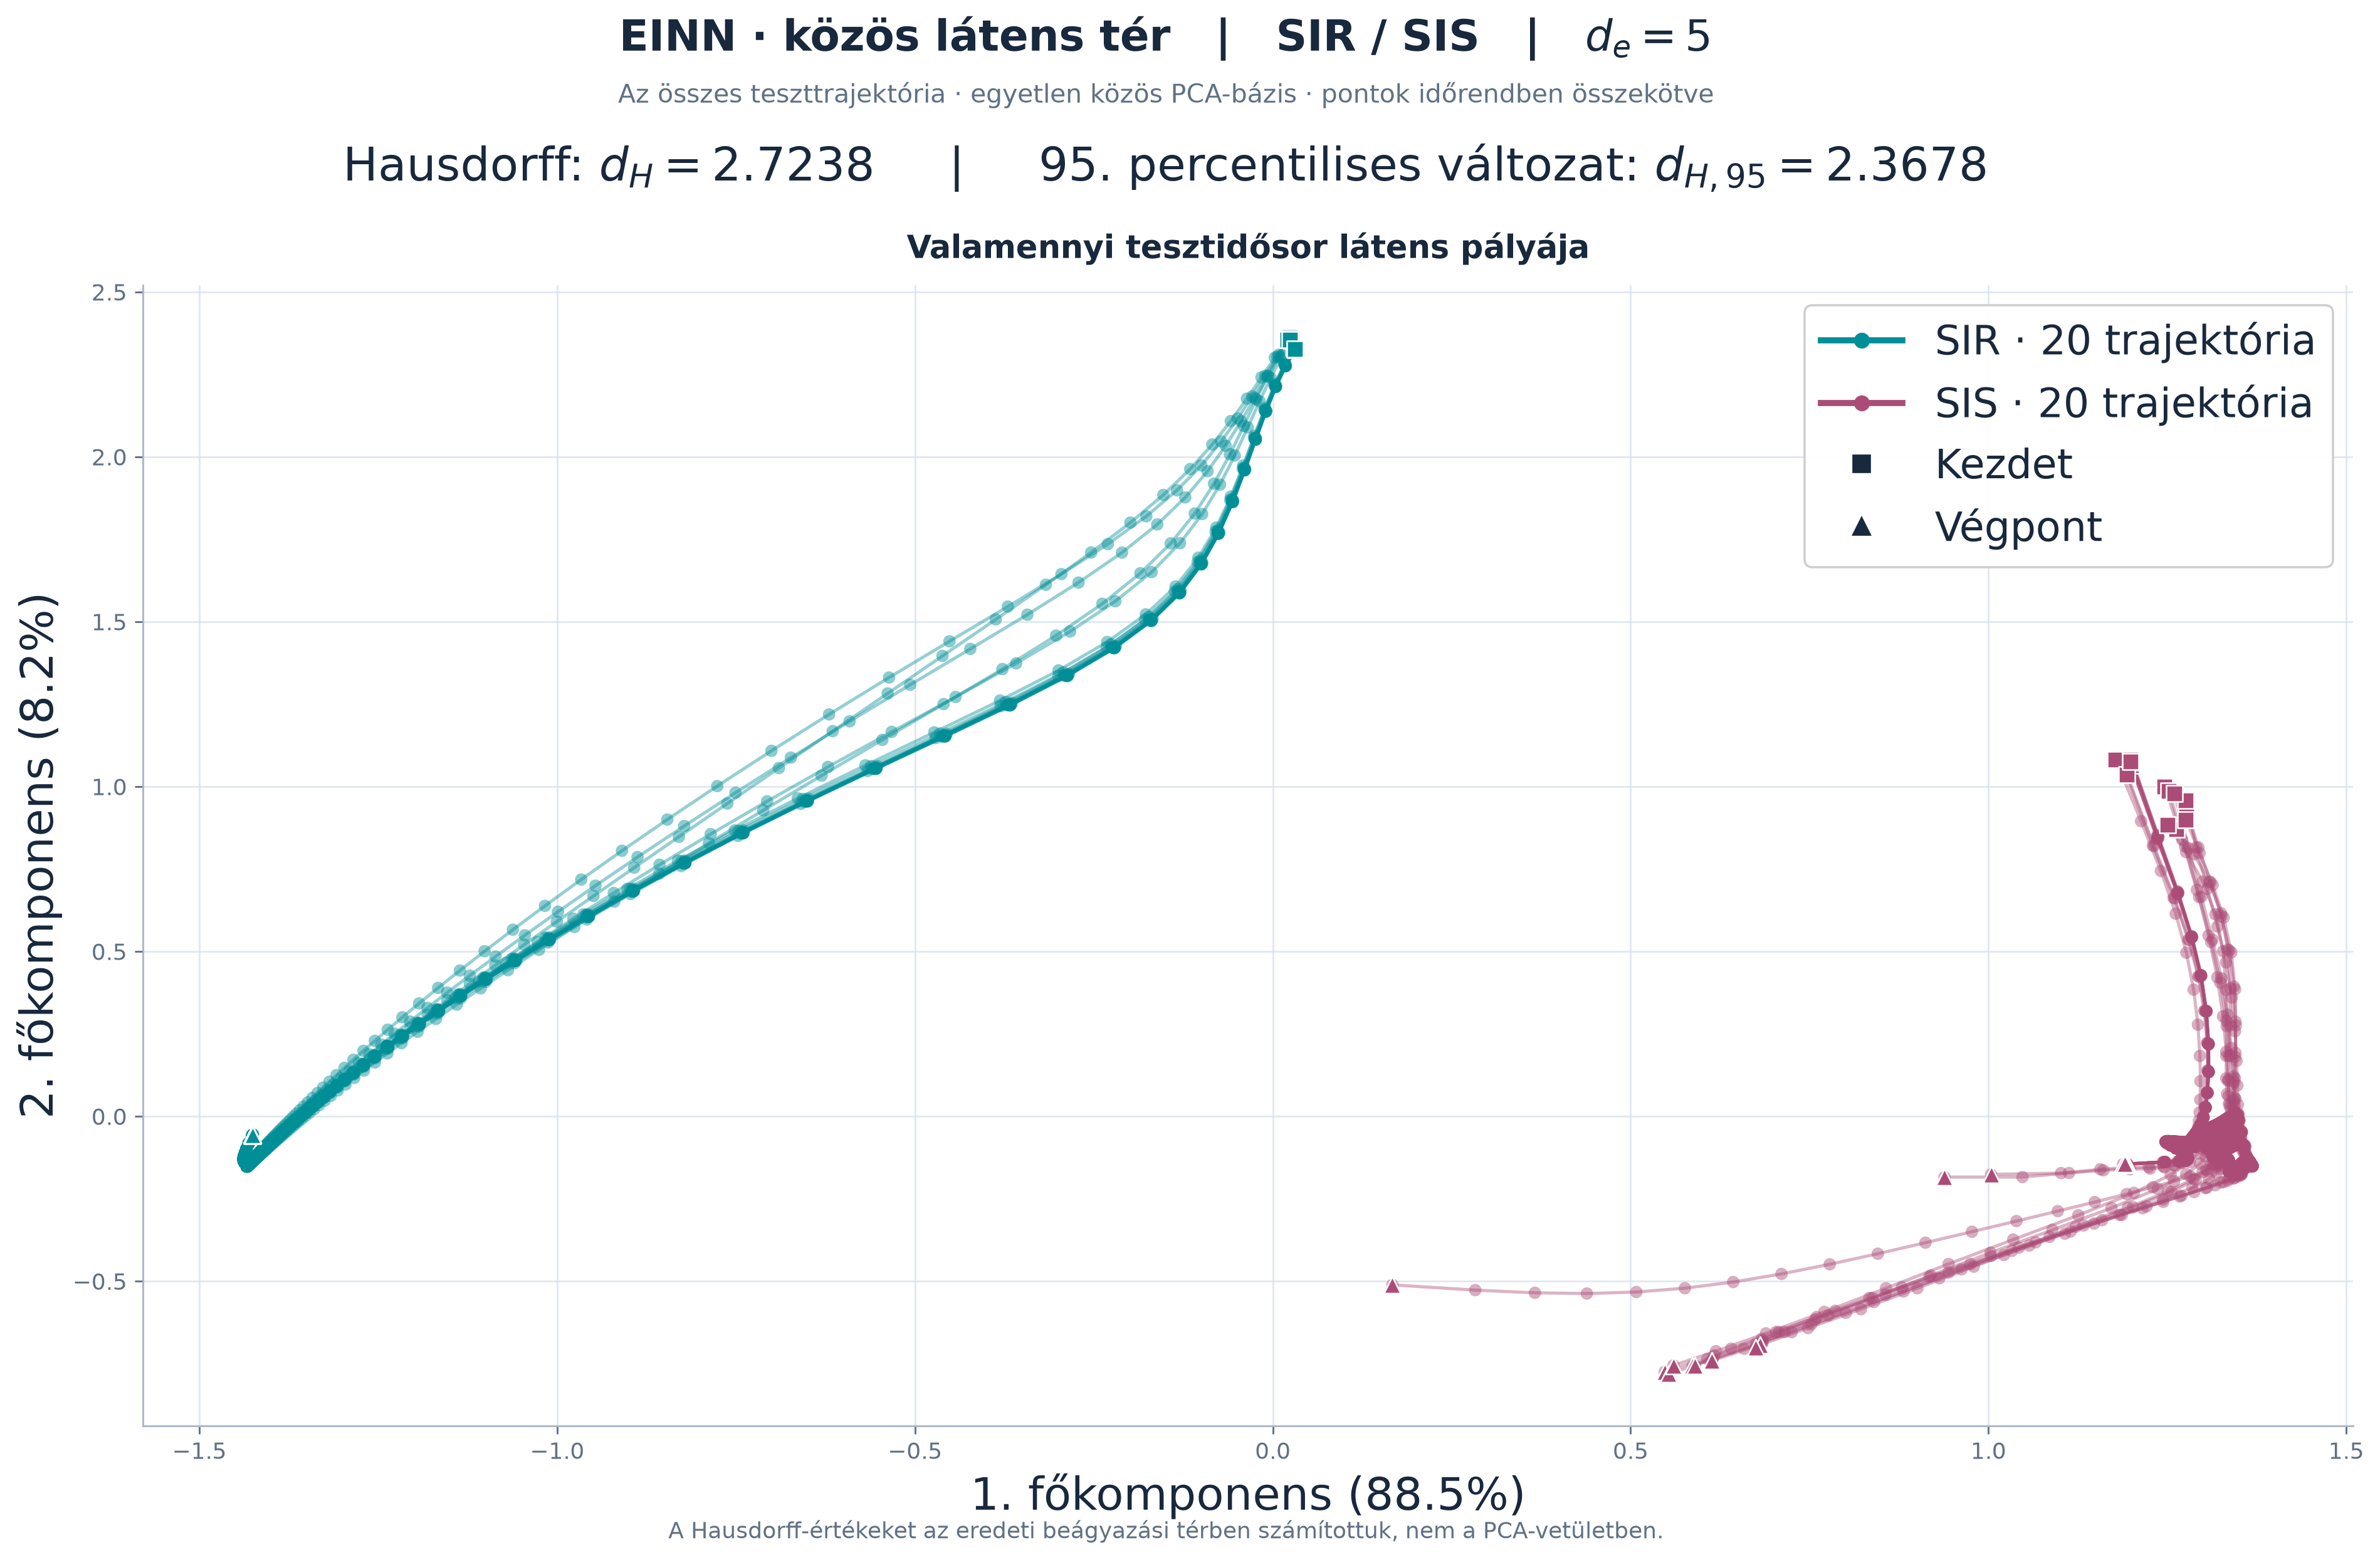 EINN · közös látens tér | SIR / SIS | d_e = 5
Az összes teszttrajektória · egyetlen közös PCA-bázis · pontok időrendben összekötve
Hausdorff: d_H = 2.7238 | 95. percentilises változat: d_H, 95 = 2.3678
Valamennyi tesztidősor látens pályája
SIR · 20 trajektória
SIS · 20 trajektória
Kezdet
Végpont
2. főkomponens (8.2%)
2.5
2.0
1.5
1.0
0.5
0.0
−0.5
−1.5 −1.0 −0.5 0.0 0.5 1.0 1.5
1. főkomponens (88.5%)
A Hausdorff-értékeket az eredeti beágyazási térben számítottuk, nem a PCA-vetületben.